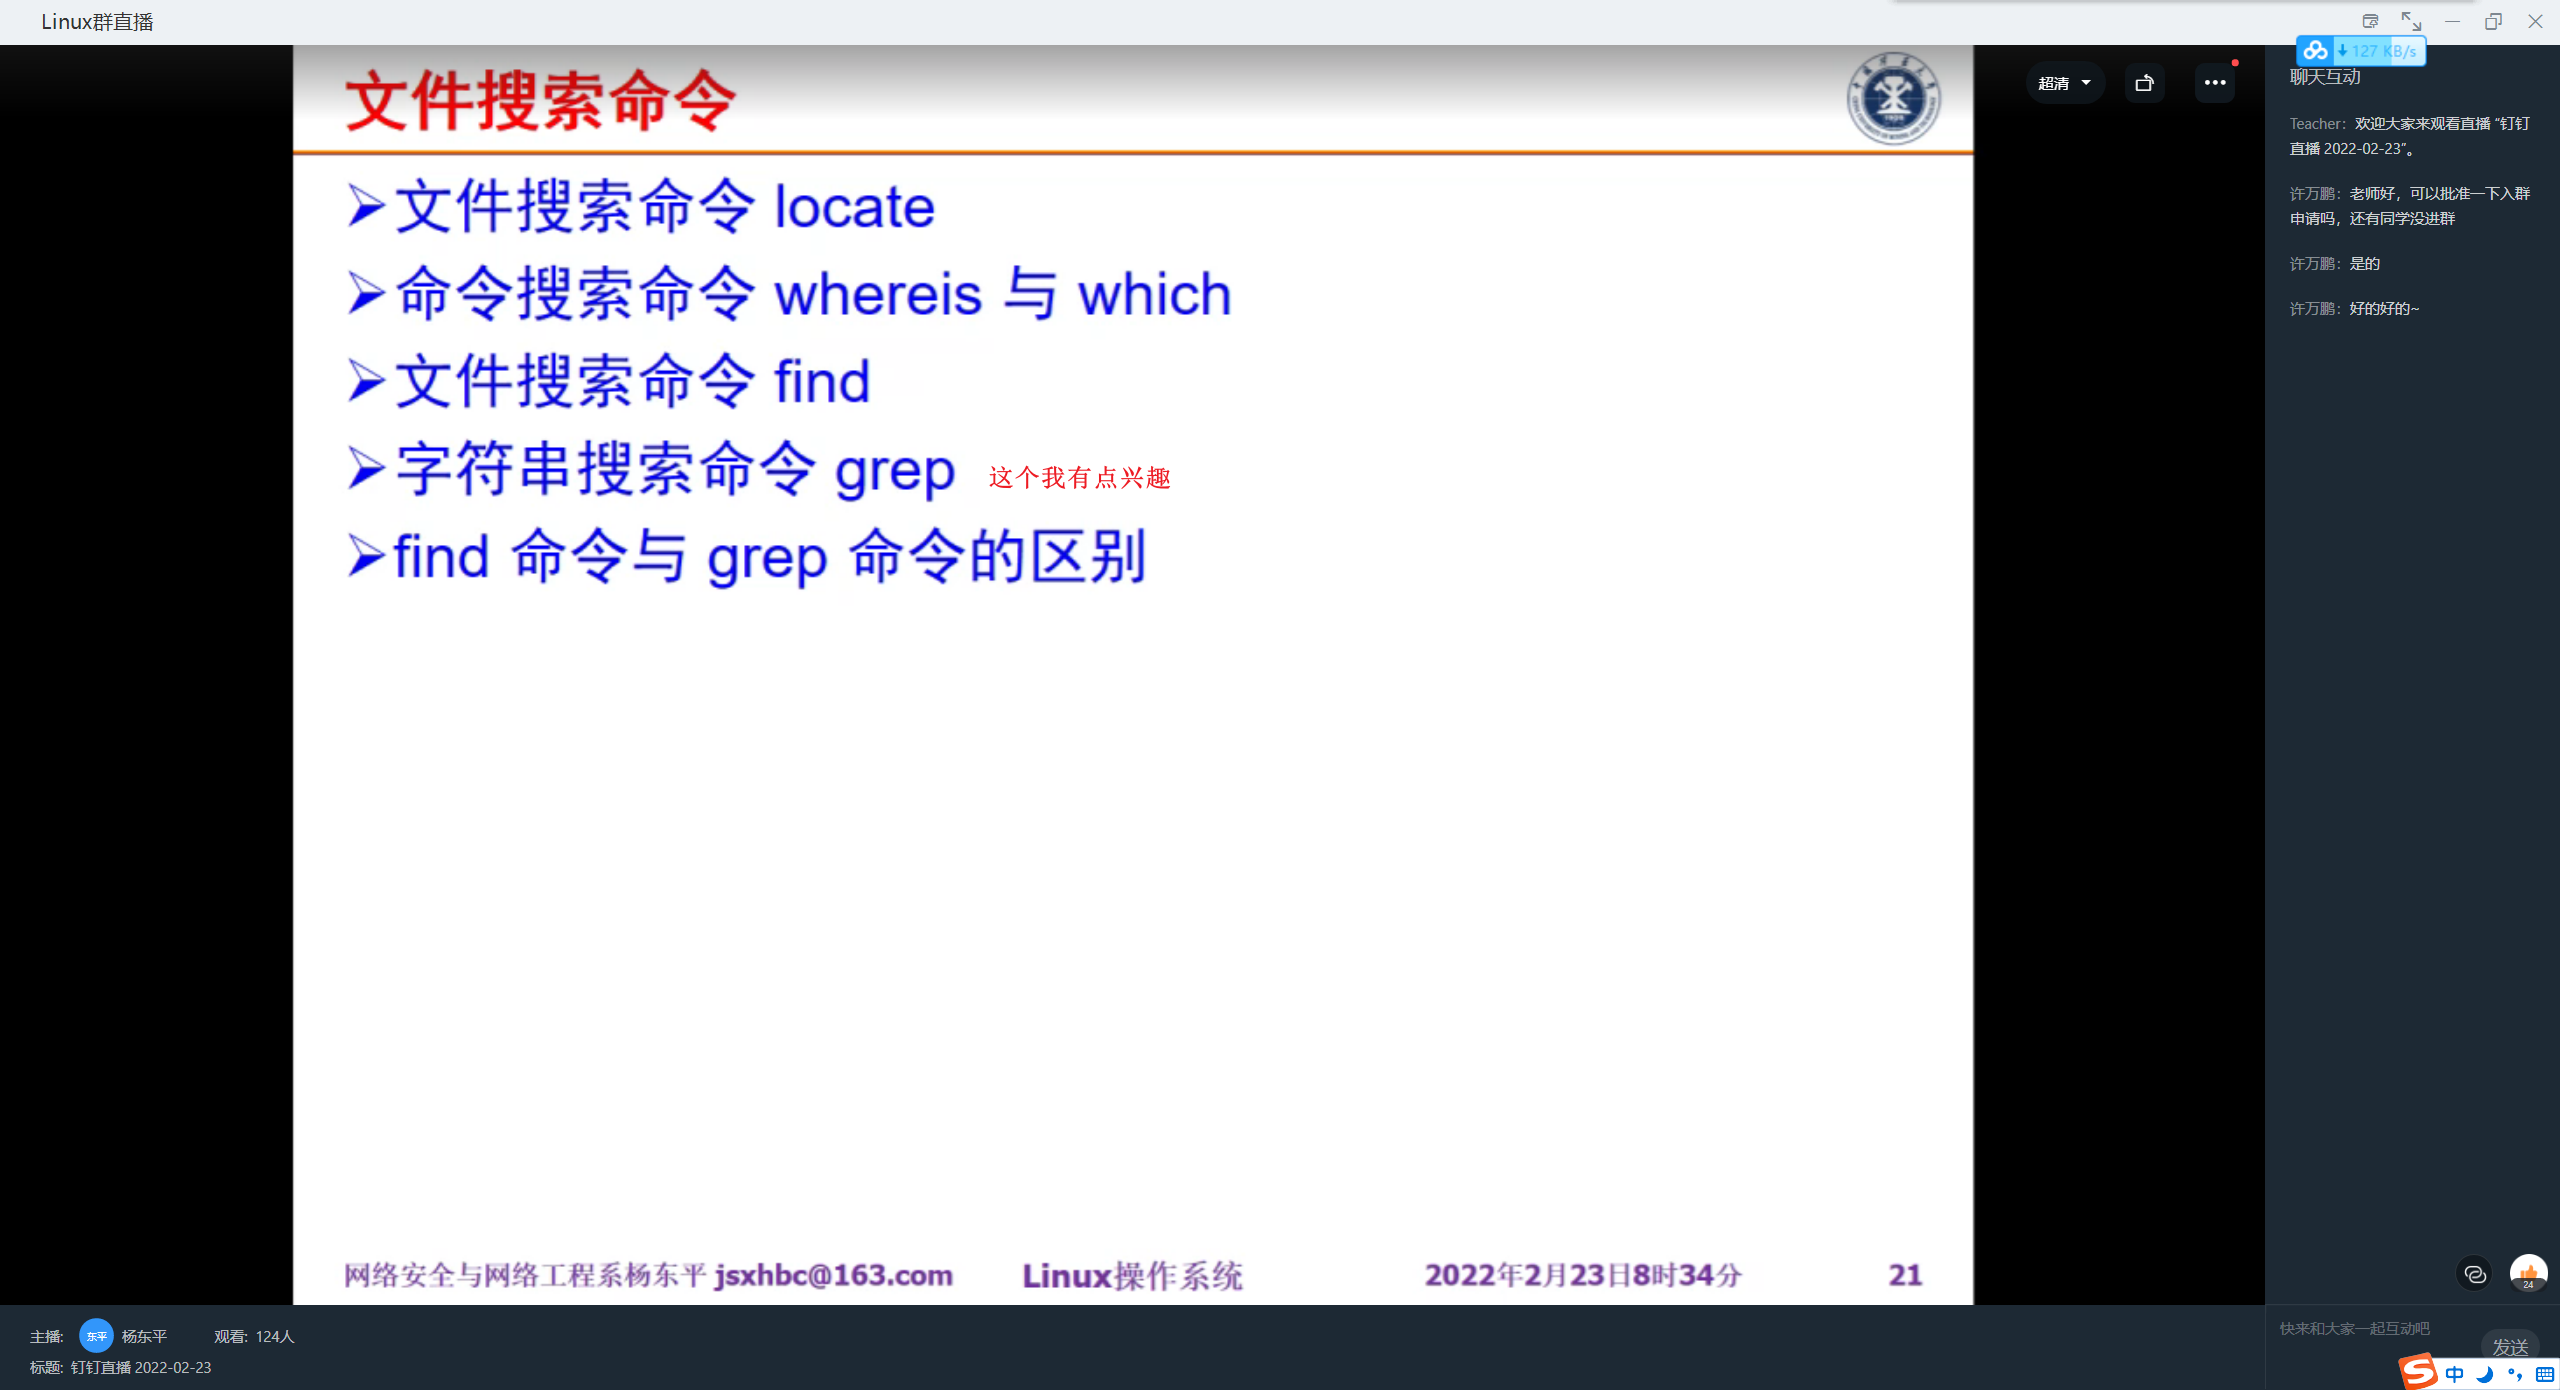 Linux群直播
127 KB/s
文件搜索命令
1909
超清
聊天互动
Teacher：欢迎大家来观看直播 “钉钉
直播 2022-02-23”。
许万鹏：老师好，可以批准一下入群
申请吗，还有同学没进群
许万鹏：是的
许万鹏：好的好的~
➢文件搜索命令 locate
➢命令搜索命令 whereis 与 which
➢文件搜索命令 find
➢字符串搜索命令 grep 这个我有点兴趣
➢find 命令与 grep 命令的区别
网络安全与网络工程系杨东平 jsxhbc@163.com Linux操作系统 2022年2月23日8时34分 21
24
主播: 东平 杨东平 观看: 124人
标题: 钉钉直播 2022-02-23
快来和大家一起互动吧
发送
中